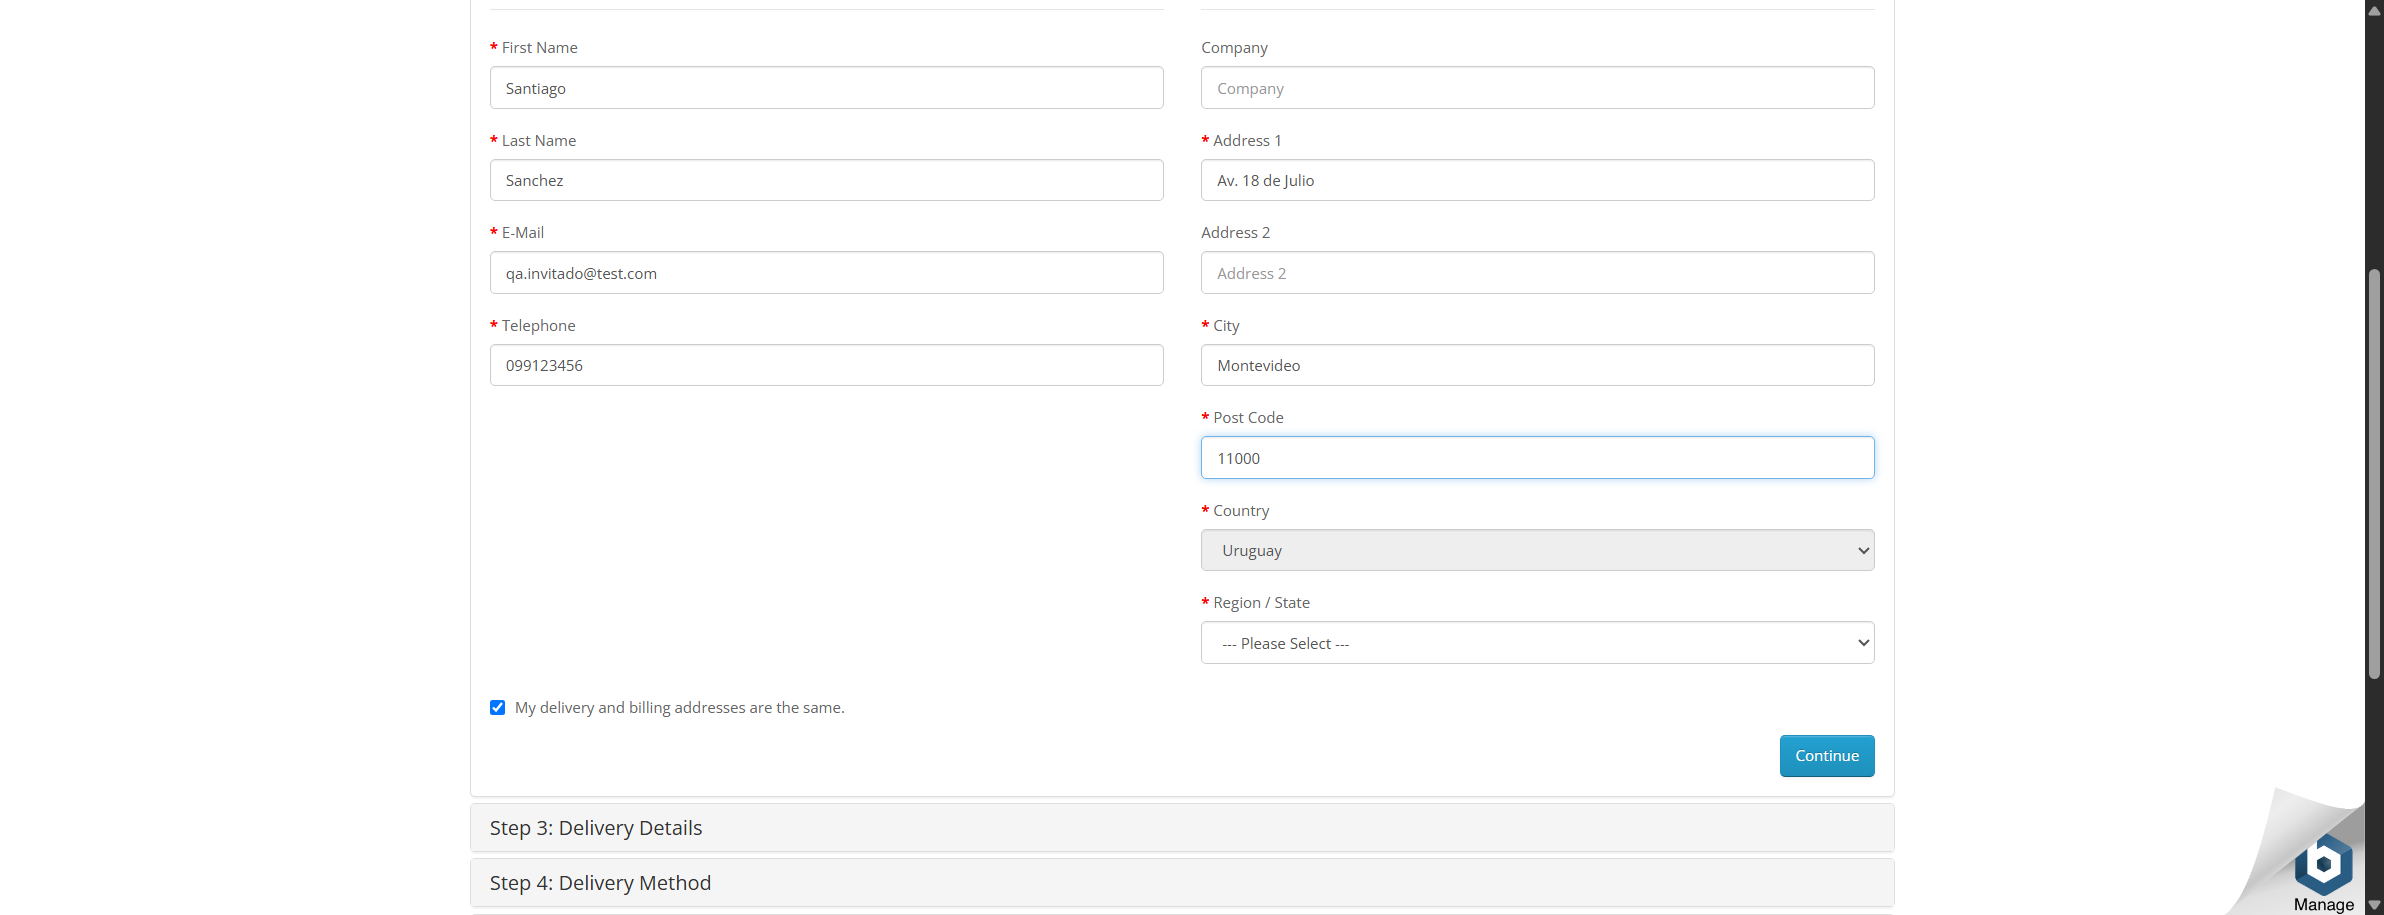 * First Name
Santiago
* Last Name
Sanchez
* E-Mail
qa.invitado@test.com
* Telephone
099123456
Company
Company
* Address 1
Av. 18 de Julio
Address 2
Address 2
* City
Montevideo
* Post Code
11000
* Country
Uruguay
* Region / State
--- Please Select ---
My delivery and billing addresses are the same.
Continue
Step 3: Delivery Details
Step 4: Delivery Method
Manage